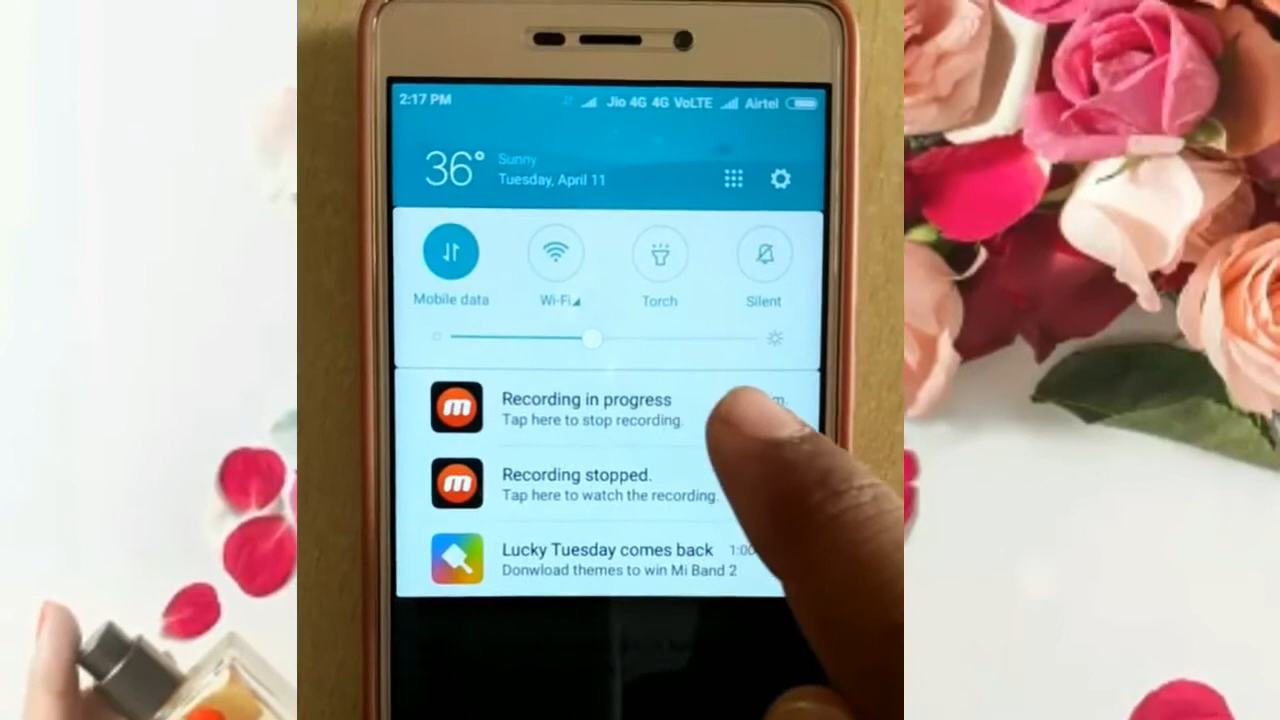 2:17 PM Jio 4G 4G VoLTE Airtel
36° Sunny
Tuesday, April 11
Mobile data Wi-Fi Torch Silent
Recording in progress
Tap here to stop recording.
Recording stopped.
Tap here to watch the recording.
Lucky Tuesday comes back 1:00
Donwload themes to win Mi Band 2